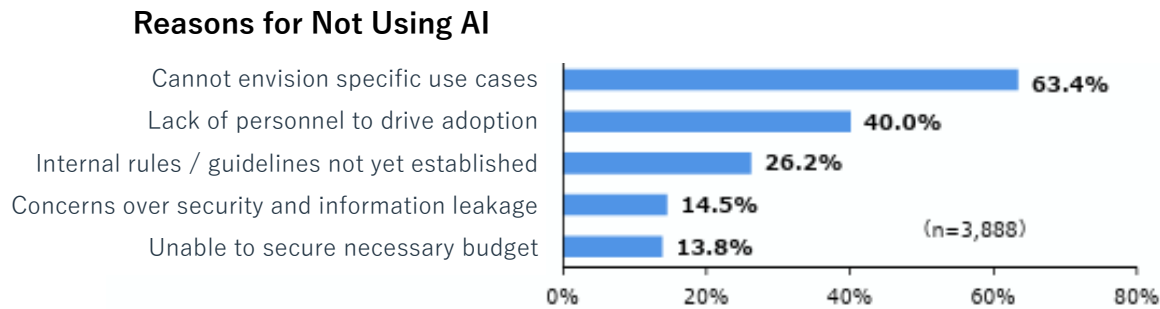 Reasons for Not Using AI
Cannot envision specific use cases 63.4%
Lack of personnel to drive adoption 40.0%
Internal rules / guidelines not yet established 26.2%
Concerns over security and information leakage 14.5%
(n=3,888)
Unable to secure necessary budget 13.8%
0% 20% 40% 60% 80%